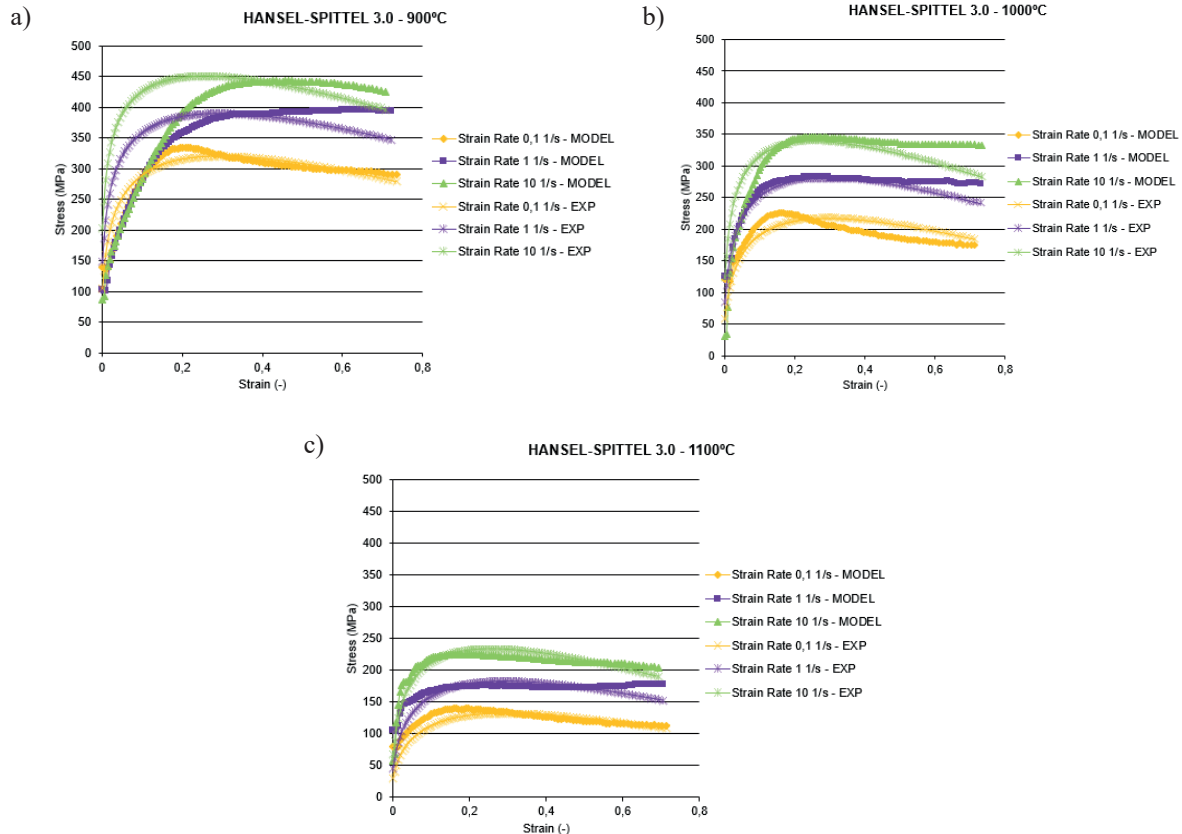 a)
HANSEL-SPITTEL 3.0 - 900ºC
500
450
400
350
300
250
200
150
100
50
0
Stress (MPa)
0
0,2
0,4
0,6
0,8
Strain (-)
Strain Rate 0,1 1/s - MODEL
Strain Rate 1 1/s - MODEL
Strain Rate 10 1/s - MODEL
Strain Rate 0,1 1/s - EXP
Strain Rate 1 1/s - EXP
Strain Rate 10 1/s - EXP
b)
HANSEL-SPITTEL 3.0 - 1000ºC
500
450
400
350
300
250
200
150
100
50
0
Stress (MPa)
0
0,2
0,4
0,6
0,8
Strain (-)
Strain Rate 0,1 1/s - MODEL
Strain Rate 1 1/s - MODEL
Strain Rate 10 1/s - MODEL
Strain Rate 0,1 1/s - EXP
Strain Rate 1 1/s - EXP
Strain Rate 10 1/s - EXP
c)
HANSEL-SPITTEL 3.0 - 1100ºC
500
450
400
350
300
250
200
150
100
50
0
Stress (MPa)
0
0,2
0,4
0,6
0,8
Strain (-)
Strain Rate 0,1 1/s - MODEL
Strain Rate 1 1/s - MODEL
Strain Rate 10 1/s - MODEL
Strain Rate 0,1 1/s - EXP
Strain Rate 1 1/s - EXP
Strain Rate 10 1/s - EXP